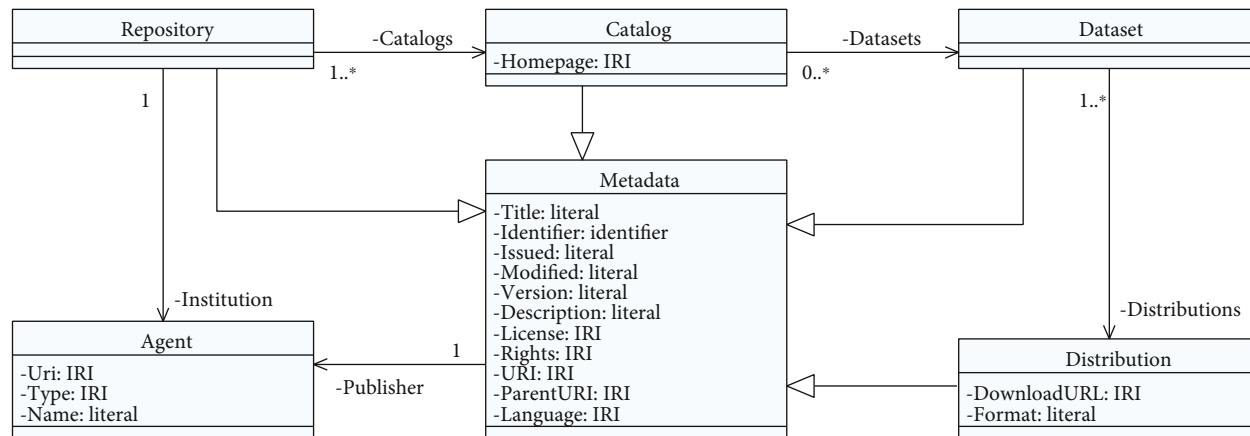 Repository
-Catalogs
1..*
Catalog
-Homepage: IRI
-Datasets
0..*
Dataset
1
1..*
Metadata
-Title: literal
-Identifier: identifier
-Issued: literal
-Modified: literal
-Version: literal
-Description: literal
-License: IRI
-Rights: IRI
-URI: IRI
-ParentURI: IRI
-Language: IRI
-Institution
Agent
-Uri: IRI
-Type: IRI
-Name: literal
1
-Publisher
-Distributions
Distribution
-DownloadURL: IRI
-Format: literal